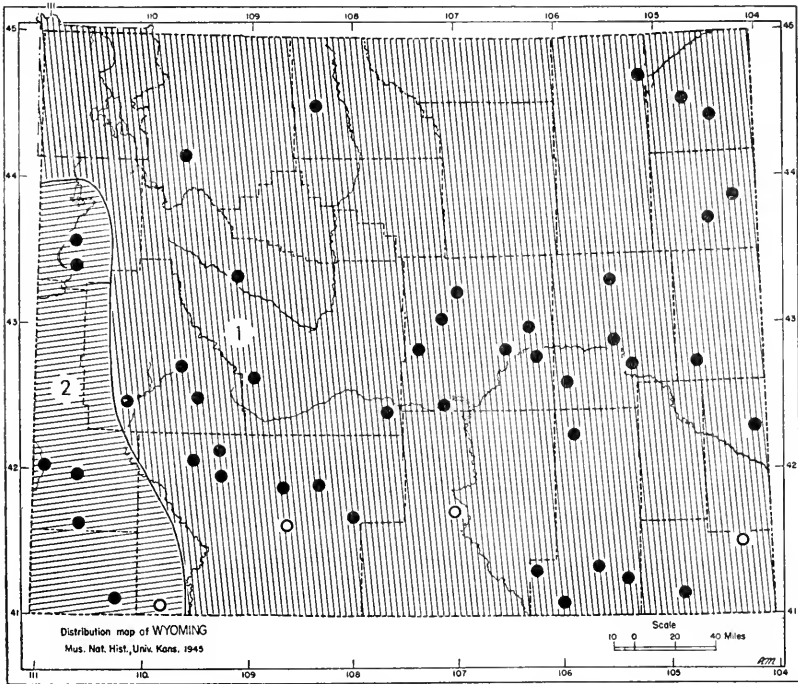 111
110 109 108 107 106 105 104
45 45
44 44
1
43 43
2
42 42
41 41
Distribution map of WYOMING
Mus. Nat. Hist., Univ. Kans. 1945
Scale
10 0 20 40 Miles
111 110 109 108 107 106 105 104